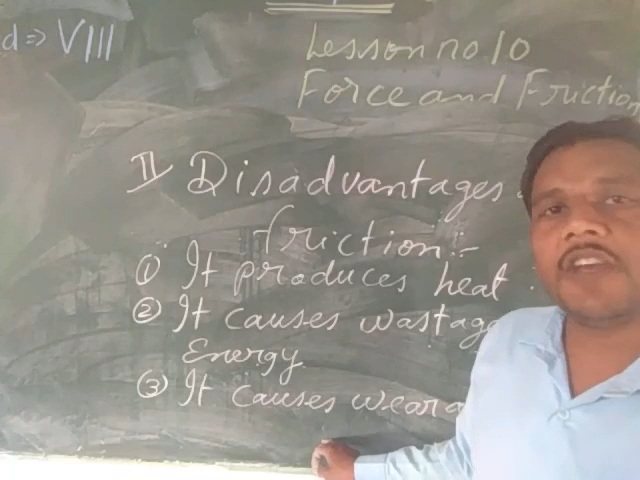 d => VIII
Lesson no. 10
Force and Friction
II Disadvantages
friction :-
① It produces heat .
② It causes wastage
Energy
③ It causes wear a